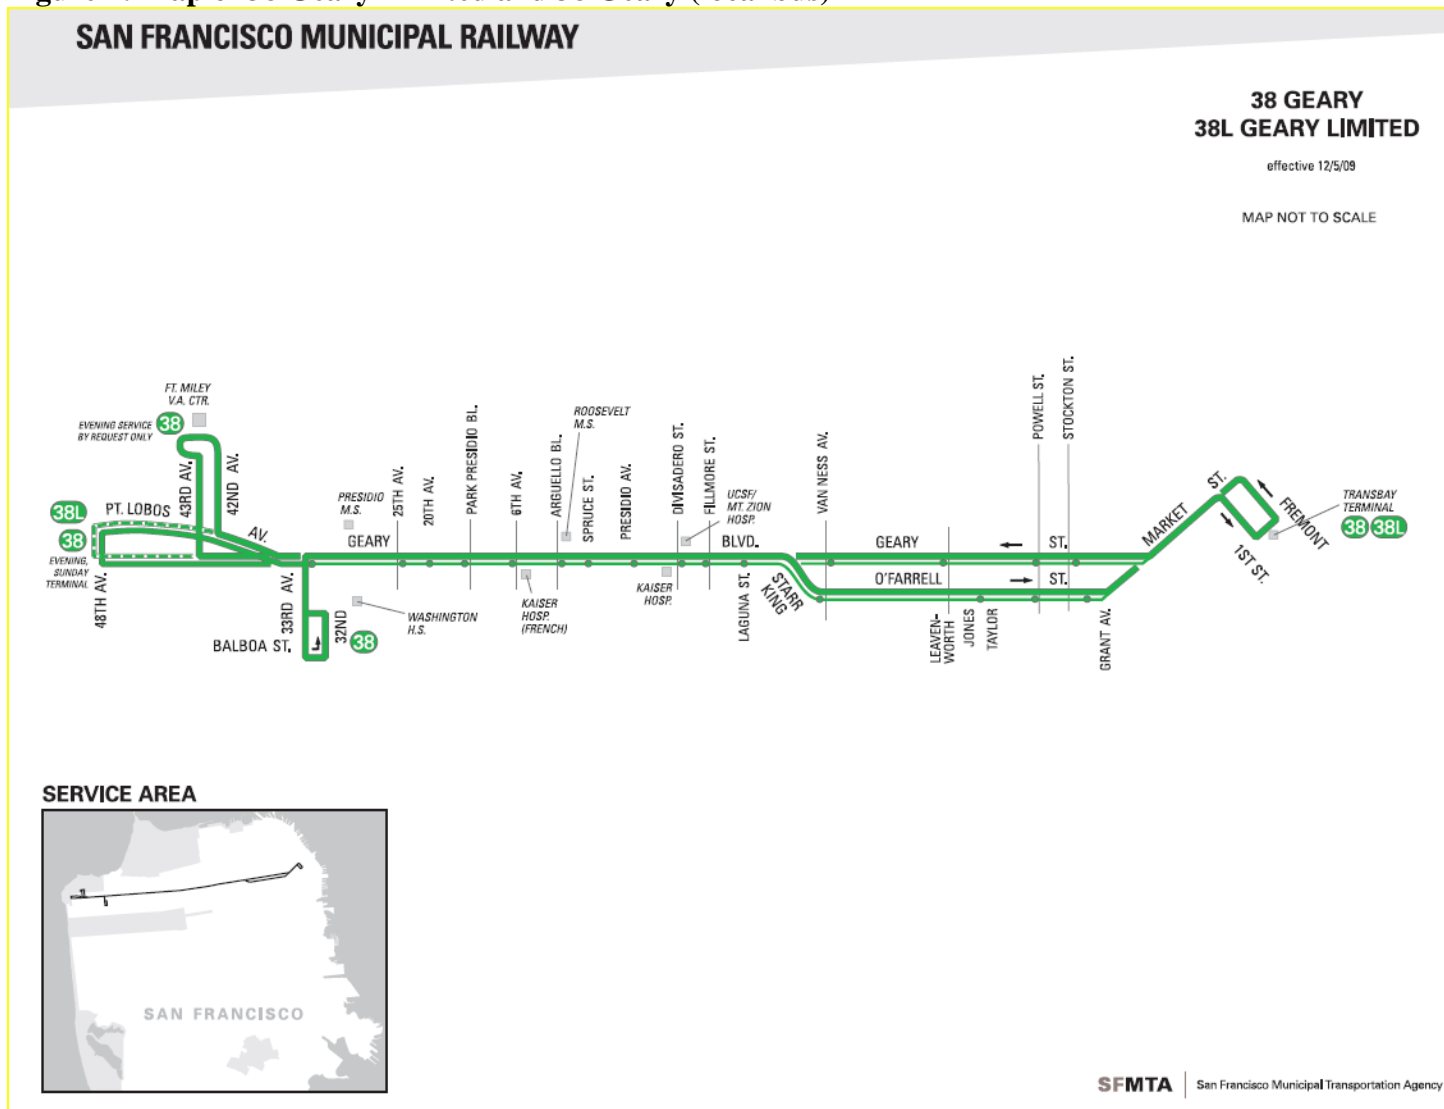 SAN FRANCISCO MUNICIPAL RAILWAY
38 GEARY
38L GEARY LIMITED
effective 12/5/09
MAP NOT TO SCALE
FT. MILEY
V.A. CTR.
EVENING SERVICE
BY REQUEST ONLY
38
43RD AV.
42ND AV.
38L
PT. LOBOS
AV.
38
EVENING,
SUNDAY
TERMINAL
48TH AV.
33RD AV.
BALBOA ST.
32ND
38
PRESIDIO
M.S.
WASHINGTON
H.S.
GEARY
25TH AV.
20TH AV.
PARK PRESIDIO BL.
6TH AV.
KAISER
HOSP.
(FRENCH)
ARGUELLO BL.
ROOSEVELT
M.S.
SPRUCE ST.
PRESIDIO AV.
KAISER
HOSP.
DIVISADERO ST.
FILLMORE ST.
UCSF/
MT. ZION
HOSP.
BLVD.
LAGUNA ST.
STARR
KING
VAN NESS AV.
GEARY
ST.
O'FARRELL
ST.
LEAVEN-
WORTH
JONES
TAYLOR
POWELL ST.
STOCKTON ST.
GRANT AV.
MARKET
ST.
FREMONT
1ST ST.
TRANSBAY
TERMINAL
38 38L
SERVICE AREA
SAN FRANCISCO
SFMTA
San Francisco Municipal Transportation Agency